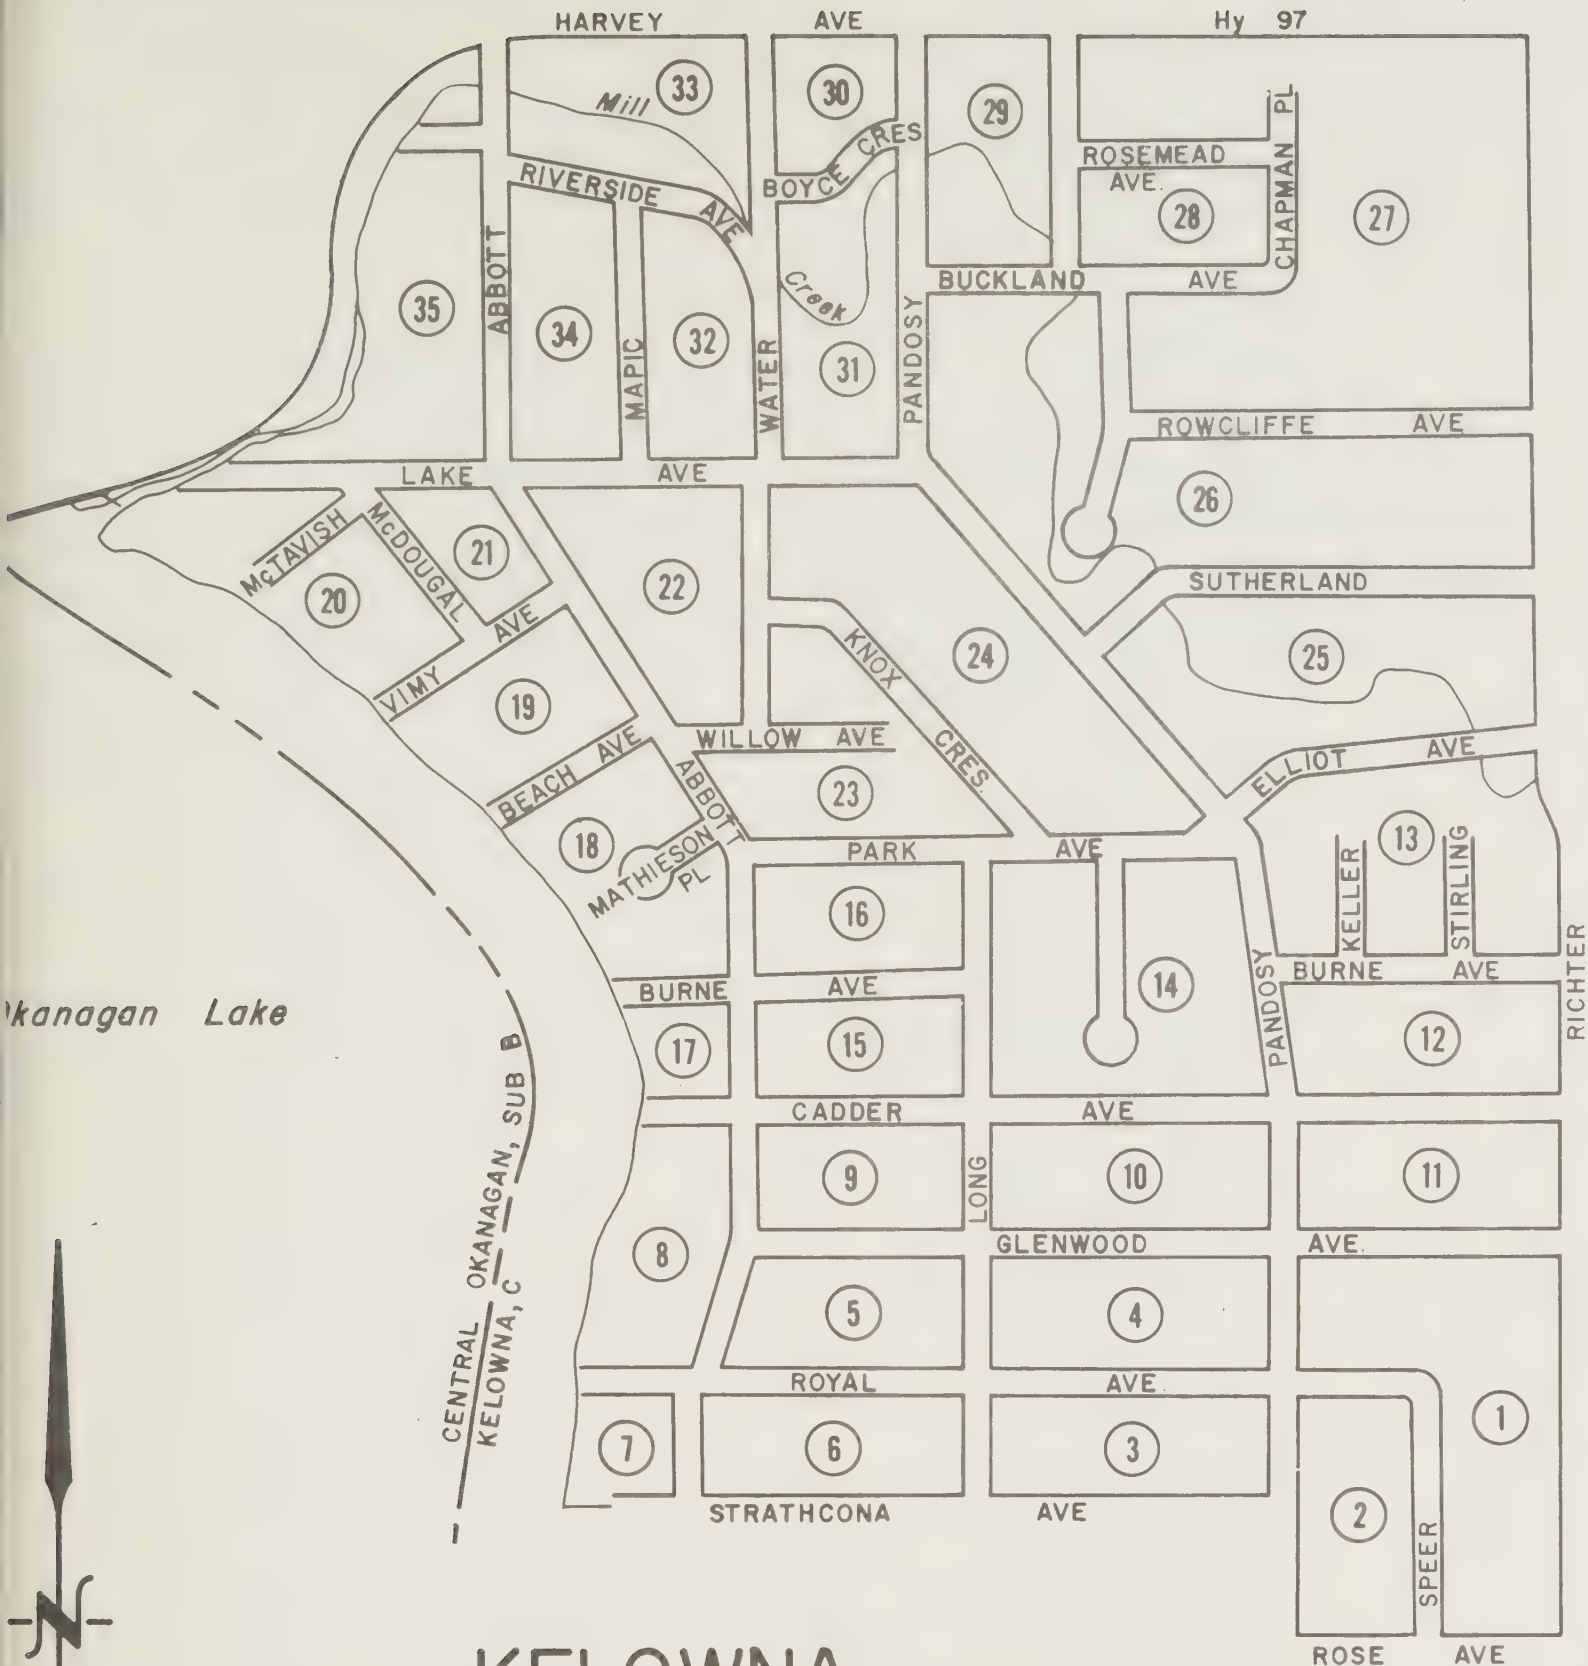 HARVEY AVE Hy 97
33
30
29
Mill
CRES
BOYCE
ROSEMEAD
AVE.
CHAPMAN PL
28
27
RIVERSIDE AVE
ABBOTT
35
34
MAPIC
32
WATER
Creek
31
PANDOSY
BUCKLAND AVE
ROWCLIFFE AVE
LAKE AVE
26
McTAVISH
McDOUGAL
21
20
22
SUTHERLAND
VIMY AVE
KNOX CRES.
24
25
19
WILLOW AVE
BEACH AVE
ABBOTT
23
ELLIOT AVE
18
MATHIESON
PL
PARK AVE
13
KELLER
STIRLING
16
14
PANDOSY
BURNE AVE
RICHTER
BURNE AVE
kanagan Lake
17
15
12
CADDER AVE
9
LONG
10
11
8
GLENWOOD AVE.
5
4
CENTRAL OKANAGAN, SUB B
KELOWNA, C
ROYAL AVE.
7
6
3
1
2
SPEER
STRATHCONA AVE
N
ROSE AVE
KELOWNA